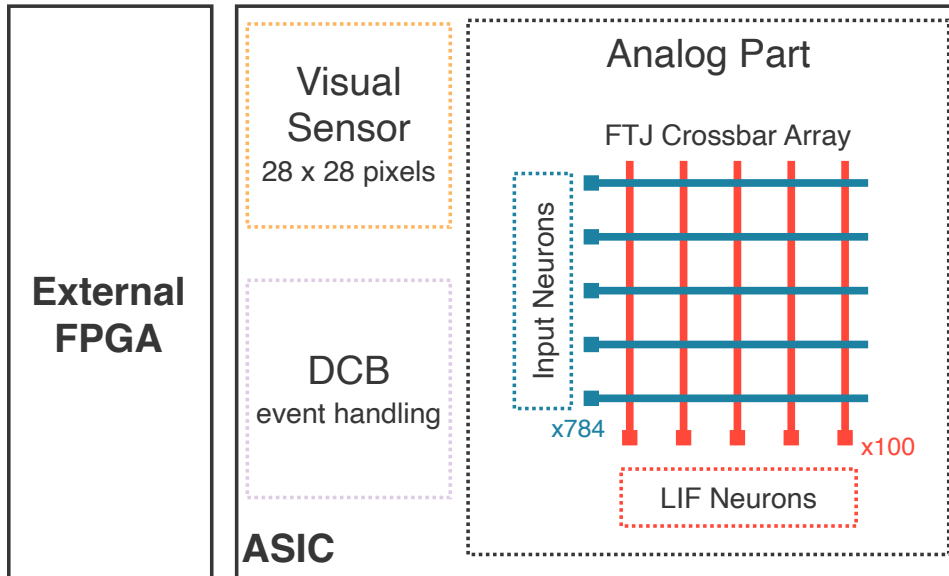 External
FPGA
Visual
Sensor
28 x 28 pixels
DCB
event handling
ASIC
Analog Part
FTJ Crossbar Array
Input Neurons
x784
x100
LIF Neurons